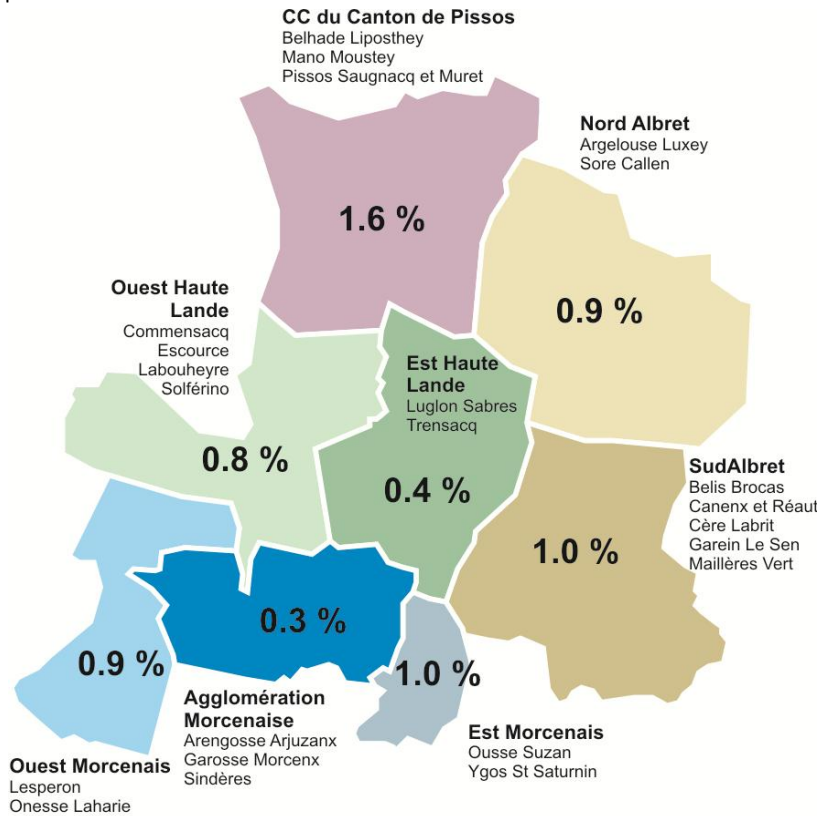 CC du Canton de Pissos
Belhade Liposthey
Mano Moustey
Pissos Saugnacq et Muret
Nord Albret
Argelouse Luxey
Sore Callen
1.6 %
Ouest Haute
Lande
Commensacq
Escource
Labouheyre
Solférino
0.9 %
Est Haute
Lande
Luglon Sabres
Trensacq
0.8 %
0.4 %
SudAlbret
Belis Brocas
Canenx et Réaut
Cère Labrit
Garein Le Sen
Maillères Vert
1.0 %
0.3 %
0.9 %
1.0 %
Agglomération
Morcenaise
Arengosse Arjuzanx
Garosse Morcenx
Sindères
Est Morcenais
Ousse Suzan
Ygos St Saturnin
Ouest Morcenais
Lesperon
Onesse Laharie